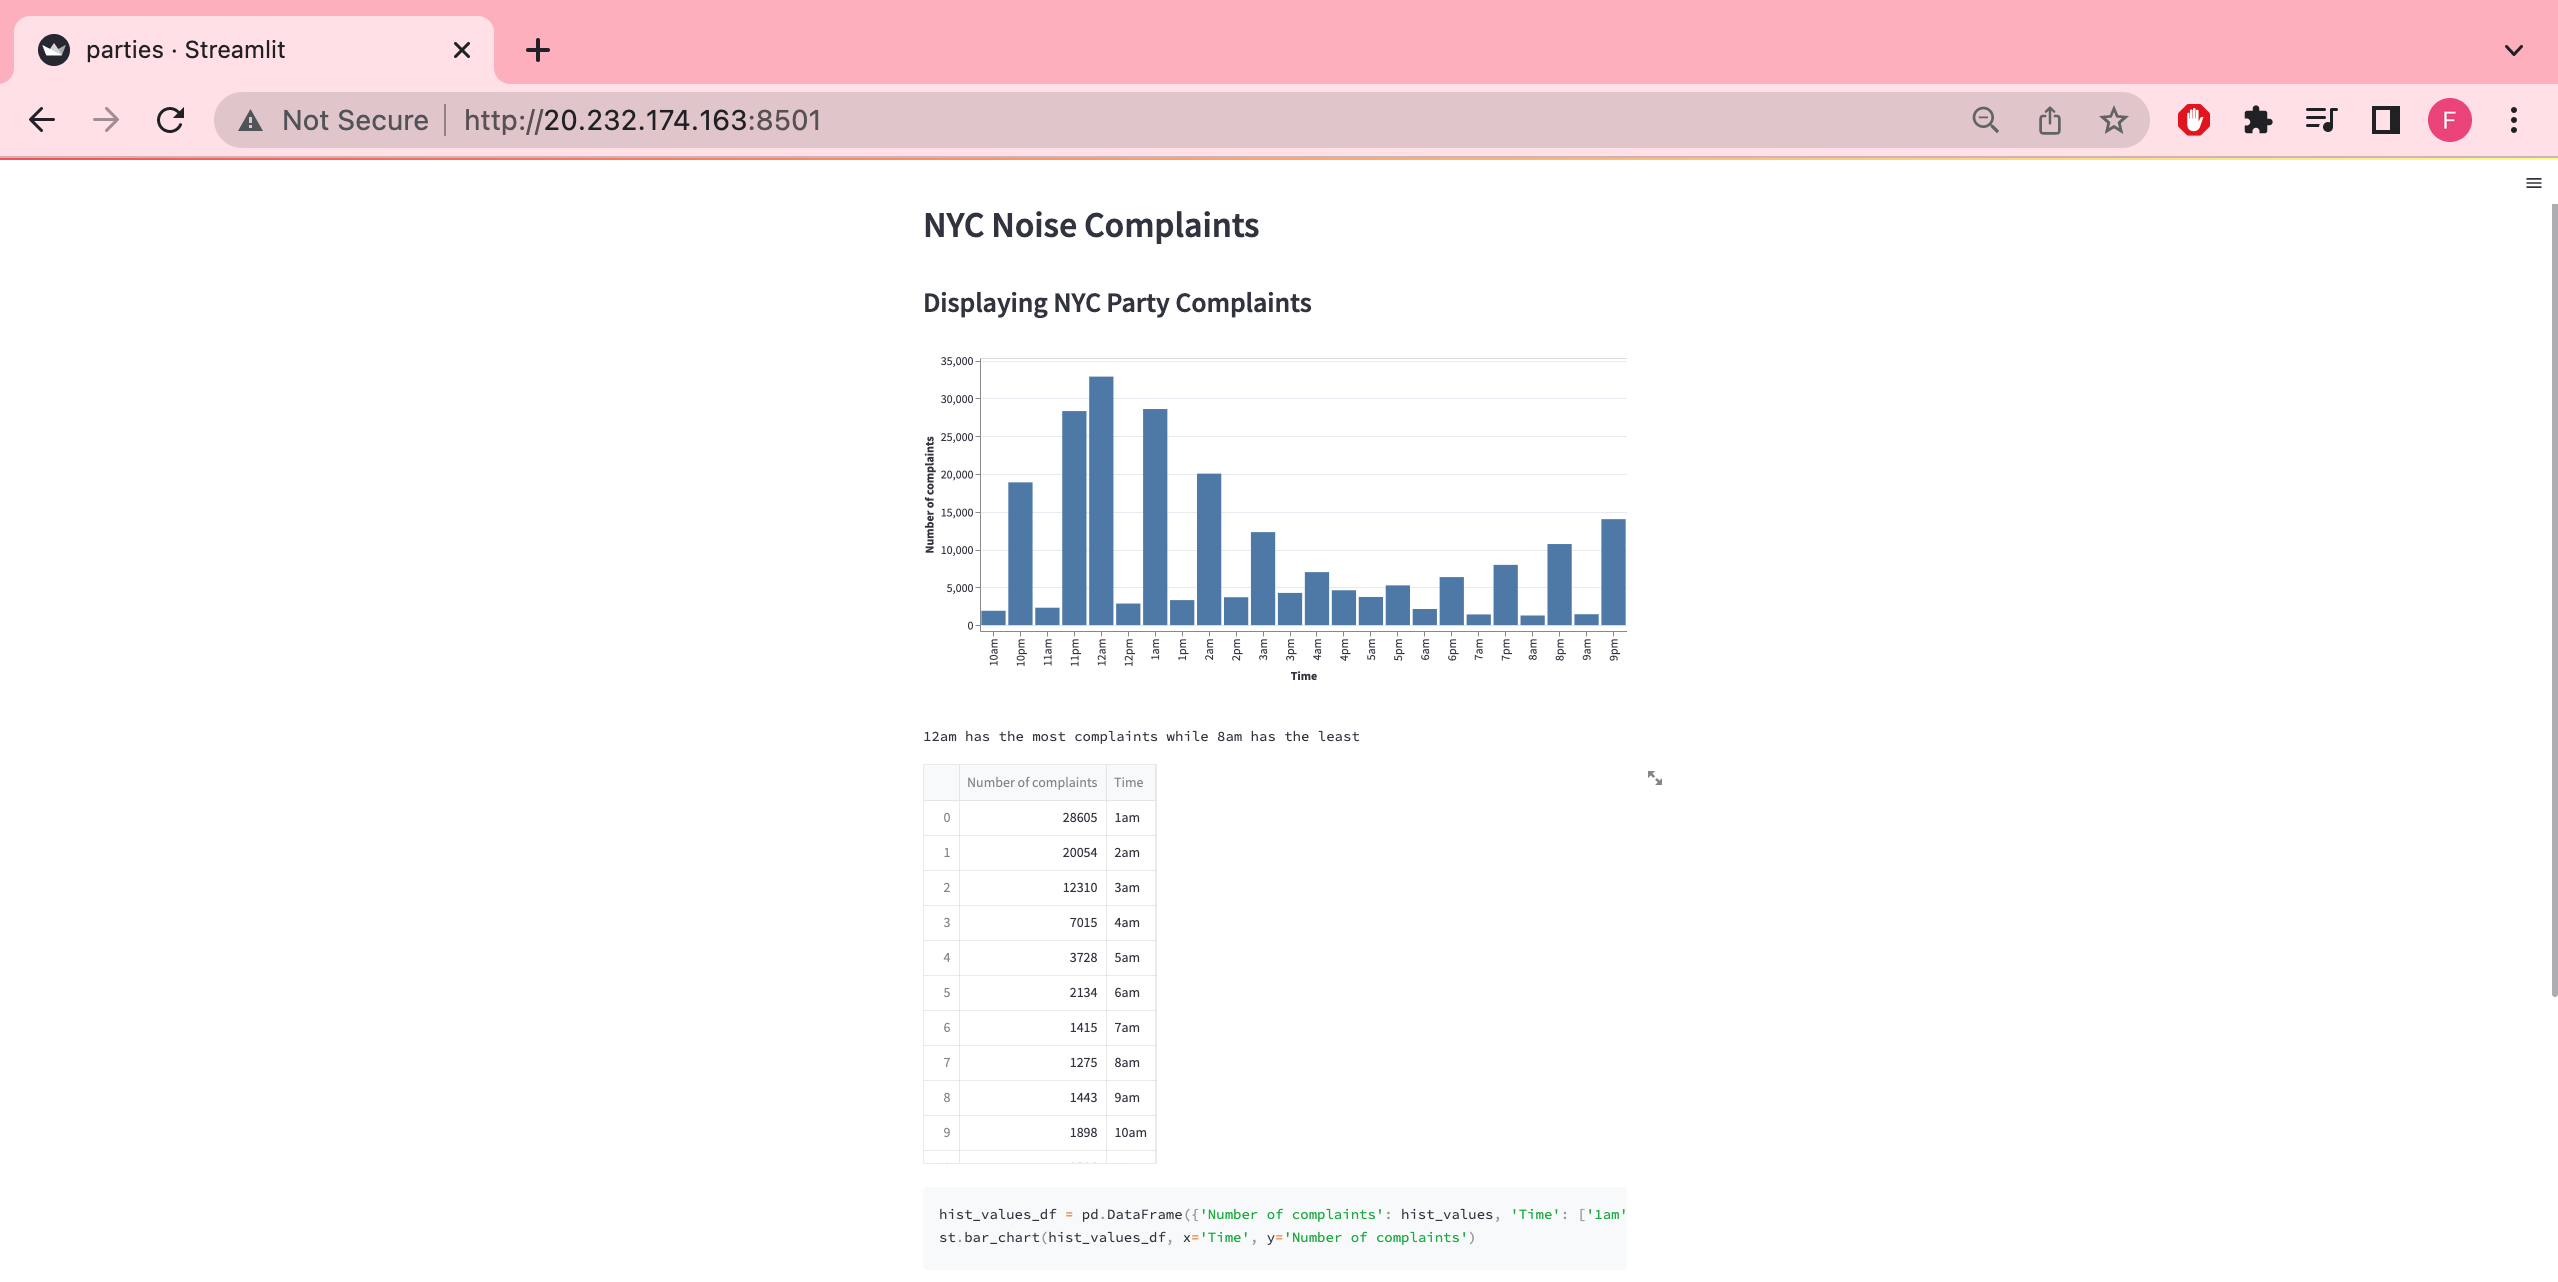 parties · Streamlit
Not Secure
http://20.232.174.163:8501
F
NYC Noise Complaints
Displaying NYC Party Complaints
Number of complaints
35,000
30,000
25,000
20,000
15,000
10,000
5,000
0
10am 10pm 11am 11pm 12am 12pm 1am 1pm 2am 2pm 3am 3pm 4am 4pm 5am 5pm 6am 6pm 7am 7pm 8am 8pm 9am 9pm
Time
12am has the most complaints while 8am has the least
Number of complaints Time
0 28605 1am
1 20054 2am
2 12310 3am
3 7015 4am
4 3728 5am
5 2134 6am
6 1415 7am
7 1275 8am
8 1443 9am
9 1898 10am
hist_values_df = pd.DataFrame({'Number of complaints': hist_values, 'Time': ['1am'
st.bar_chart(hist_values_df, x='Time', y='Number of complaints')